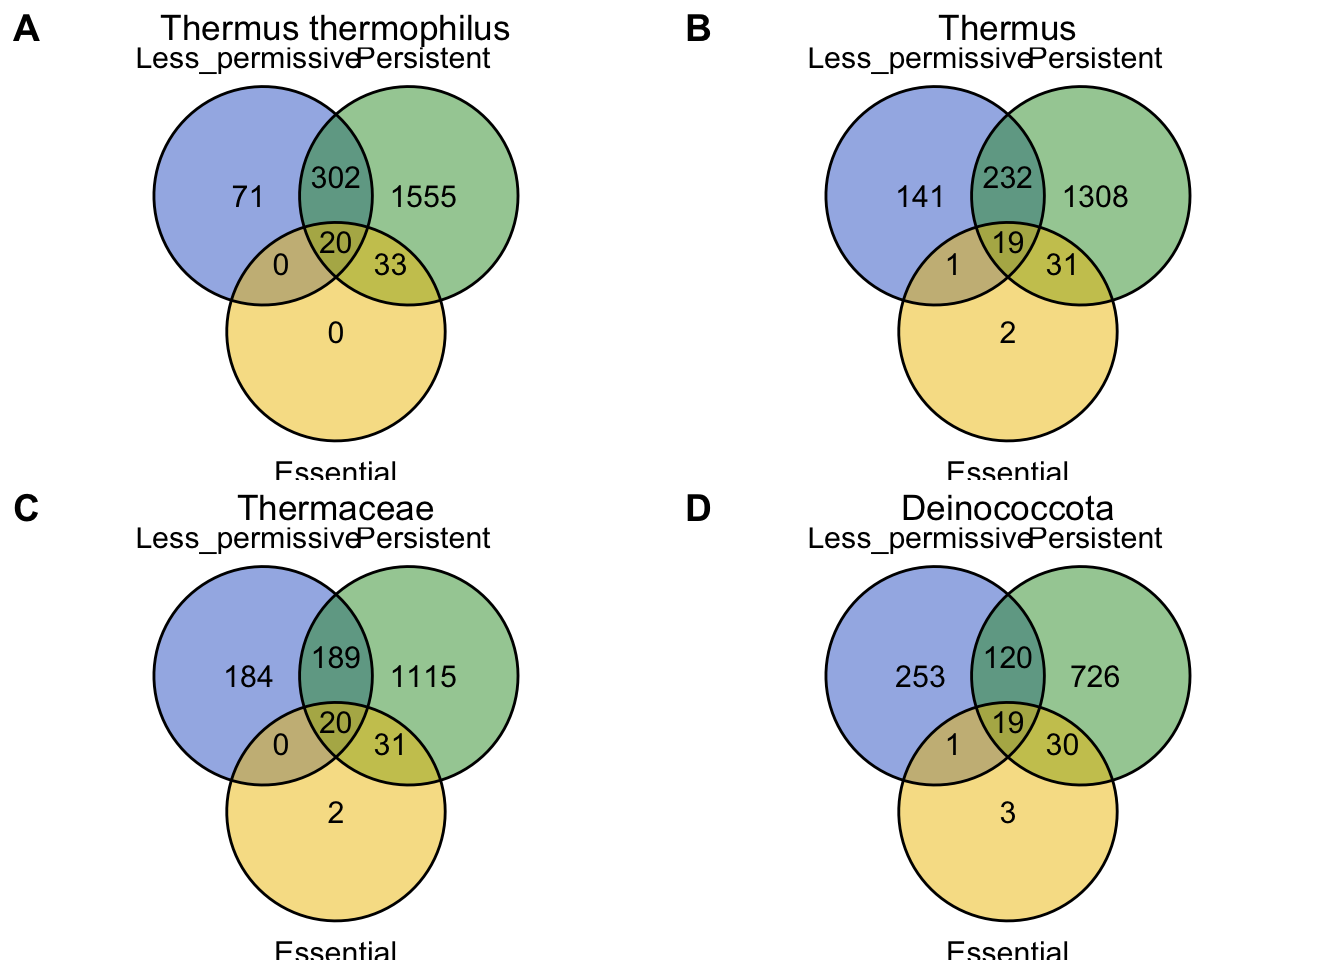 A
Thermus thermophilus
Less_permissive Persistent
71
302
1555
20
0
33
0
Essential
B
Thermus
Less_permissive Persistent
141
232
1308
19
1
31
2
Essential
C
Thermaceae
Less_permissive Persistent
184
189
1115
20
0
31
2
Essential
D
Deinococcota
Less_permissive Persistent
253
120
726
19
1
30
3
Essential